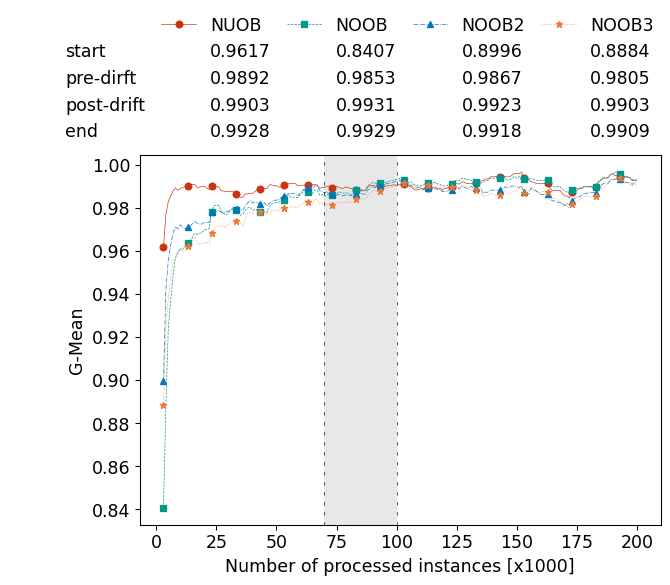 NUOB NOOB NOOB2 NOOB3
start 0.9617 0.8407 0.8996 0.8884
pre-dirft 0.9892 0.9853 0.9867 0.9805
post-drift 0.9903 0.9931 0.9923 0.9903
end 0.9928 0.9929 0.9918 0.9909
1.00
0.98
0.96
0.94
0.92
0.90
0.88
0.86
0.84
G-Mean
0 25 50 75 100 125 150 175 200
Number of processed instances [x1000]